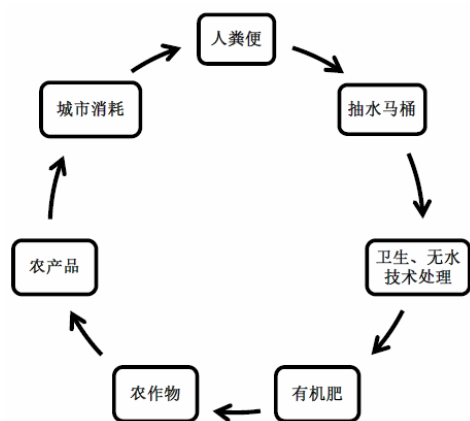 人粪便
抽水马桶
卫生、无水
技术处理
有机肥
农作物
农产品
城市消耗